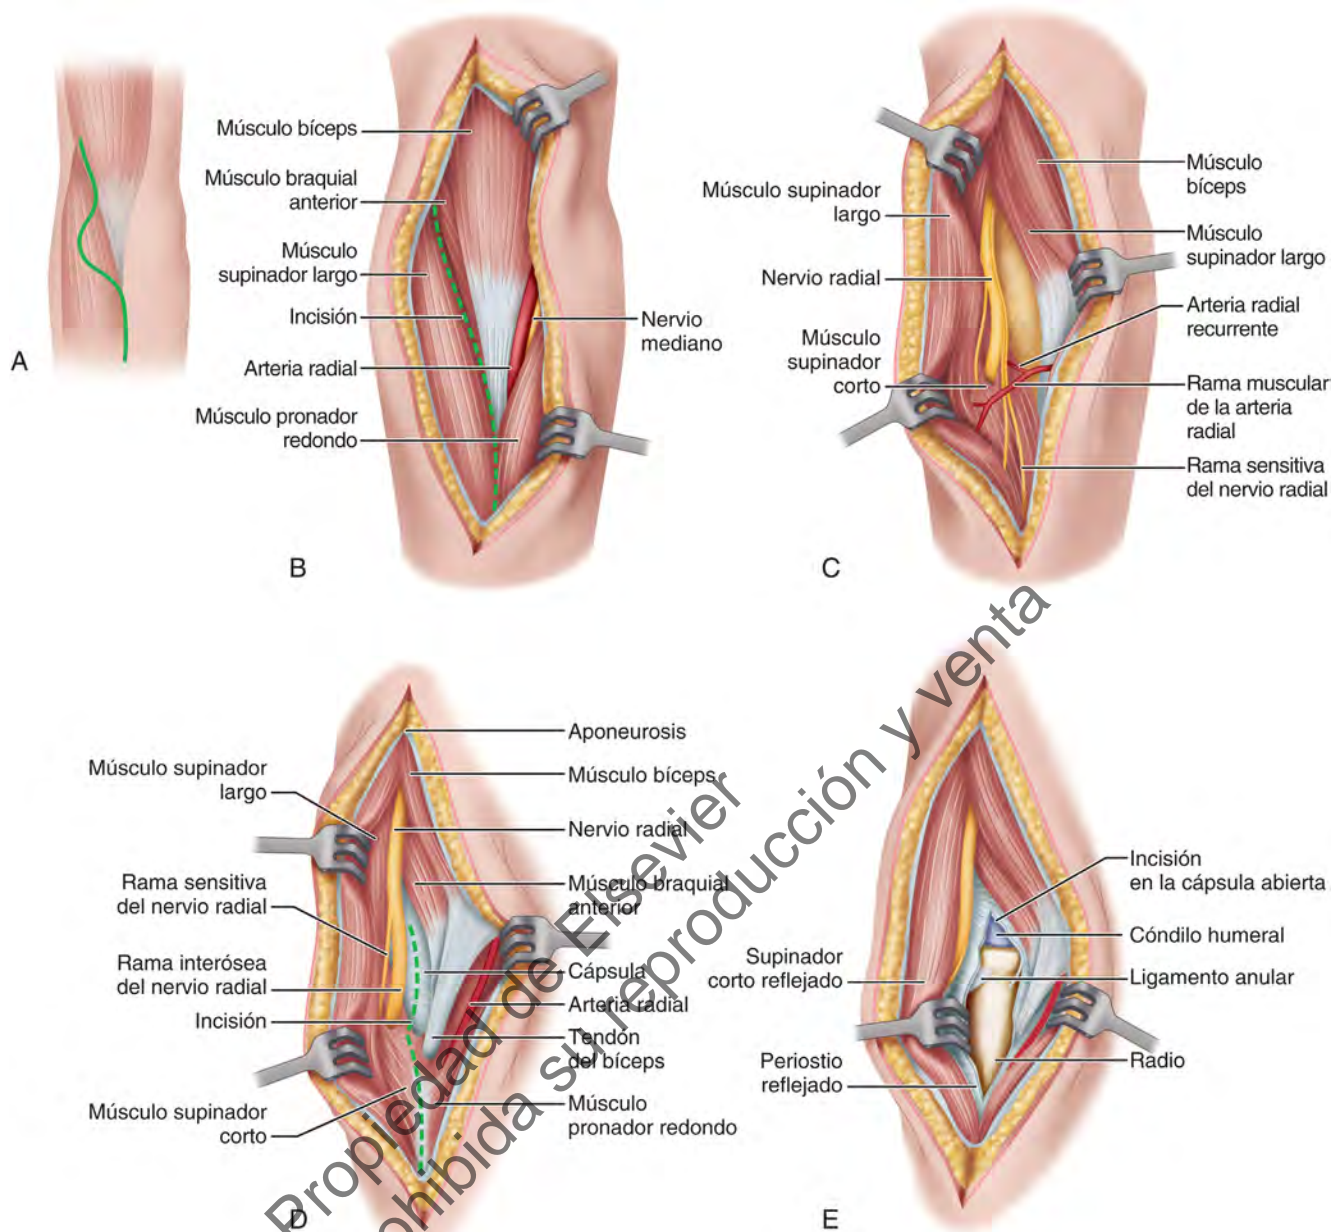 A
Músculo bíceps
Músculo braquial
anterior
Músculo
supinador largo
Incisión
Arteria radial
Músculo pronador
redondo
Nervio
mediano
B
Músculo supinador
largo
Nervio radial
Músculo
supinador
corto
Músculo
bíceps
Músculo
supinador largo
Arteria radial
recurrente
Rama muscular
de la arteria
radial
Rama sensitiva
del nervio radial
C
Músculo supinador
largo
Rama sensitiva
del nervio radial
Rama interósea
del nervio radial
Incisión
Músculo supinador
corto
Aponeurosis
Músculo bíceps
Nervio radial
Músculo braquial
anterior
Cápsula
Arteria radial
Tendón
del bíceps
Músculo
pronador redondo
D
Supinador
corto reflejado
Periostio
reflejado
Incisión
en la cápsula abierta
Cóndilo humeral
Ligamento anular
Radio
E
Propiedad de Elsevier
ohibida su reproducción y venta